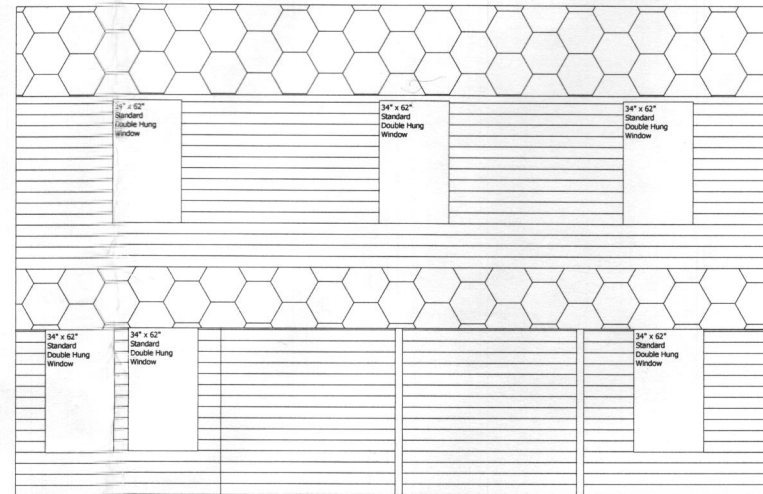 34" x 62"
Standard
Double Hung
Window
34" x 62"
Standard
Double Hung
Window
34" x 62"
Standard
Double Hung
Window
34" x 62"
Standard
Double Hung
Window
34" x 62"
Standard
Double Hung
Window
34" x 62"
Standard
Double Hung
Window